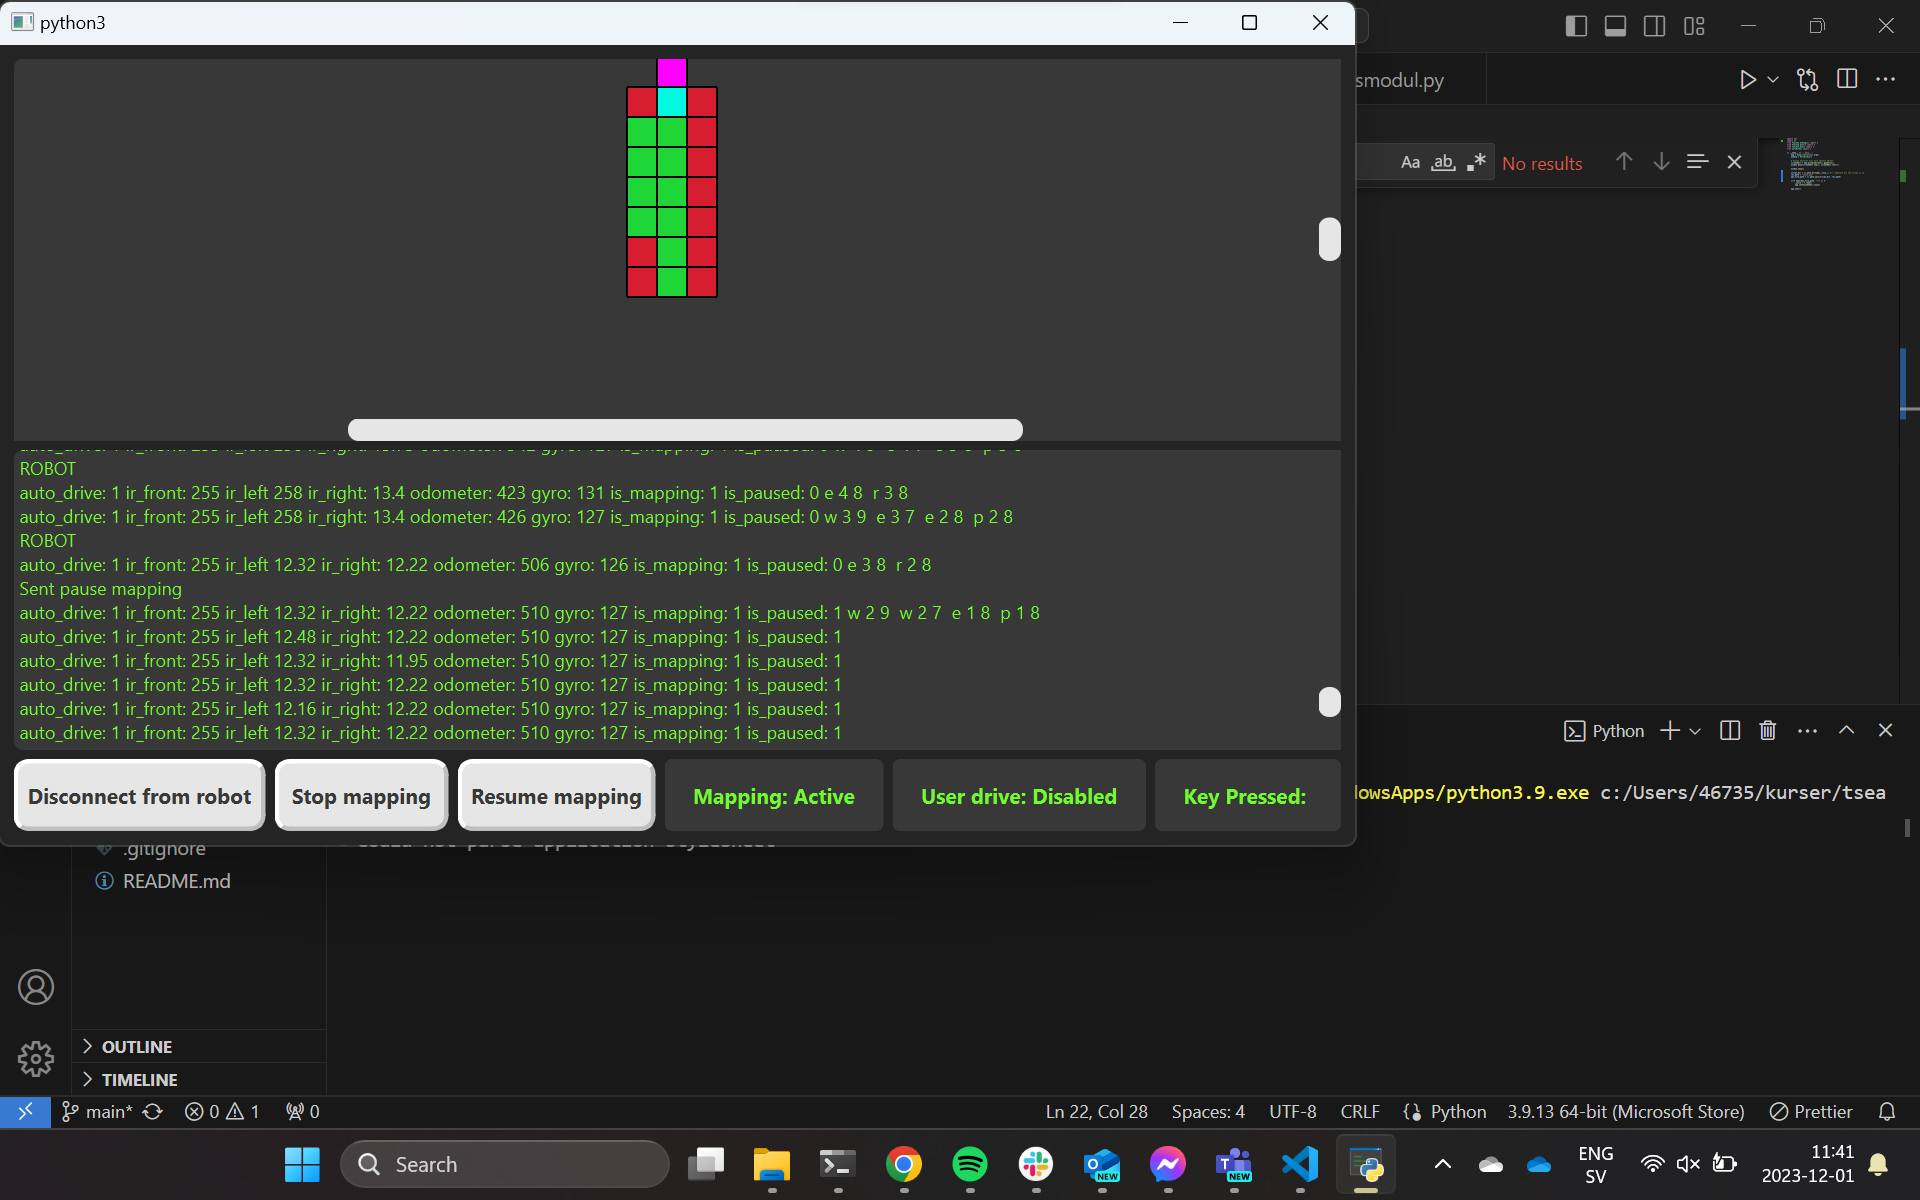 python3
smodul.py
Aa ab .* No results
ROBOT
auto_drive: 1 ir_front: 255 ir_left 258 ir_right: 13.4 odometer: 423 gyro: 131 is_mapping: 1 is_paused: 0 e 4 8 r 3 8
auto_drive: 1 ir_front: 255 ir_left 258 ir_right: 13.4 odometer: 426 gyro: 127 is_mapping: 1 is_paused: 0 w 3 9 e 3 7 e 2 8 p 2 8
ROBOT
auto_drive: 1 ir_front: 255 ir_left 12.32 ir_right: 12.22 odometer: 506 gyro: 126 is_mapping: 1 is_paused: 0 e 3 8 r 2 8
Sent pause mapping
auto_drive: 1 ir_front: 255 ir_left 12.32 ir_right: 12.22 odometer: 510 gyro: 127 is_mapping: 1 is_paused: 1 w 2 9 w 2 7 e 1 8 p 1 8
auto_drive: 1 ir_front: 255 ir_left 12.48 ir_right: 12.22 odometer: 510 gyro: 127 is_mapping: 1 is_paused: 1
auto_drive: 1 ir_front: 255 ir_left 12.32 ir_right: 11.95 odometer: 510 gyro: 127 is_mapping: 1 is_paused: 1
auto_drive: 1 ir_front: 255 ir_left 12.32 ir_right: 12.22 odometer: 510 gyro: 127 is_mapping: 1 is_paused: 1
auto_drive: 1 ir_front: 255 ir_left 12.16 ir_right: 12.22 odometer: 510 gyro: 127 is_mapping: 1 is_paused: 1
auto_drive: 1 ir_front: 255 ir_left 12.32 ir_right: 12.22 odometer: 510 gyro: 127 is_mapping: 1 is_paused: 1
Python
Disconnect from robot Stop mapping Resume mapping Mapping: Active User drive: Disabled Key Pressed:
owsApps/python3.9.exe c:/Users/46735/kurser/tsea
.gitignore
README.md
OUTLINE
TIMELINE
main* 0 1 0 Ln 22, Col 28 Spaces: 4 UTF-8 CRLF Python 3.9.13 64-bit (Microsoft Store) Prettier
Search
NEW
NEW
ENG
SV
11:41
2023-12-01